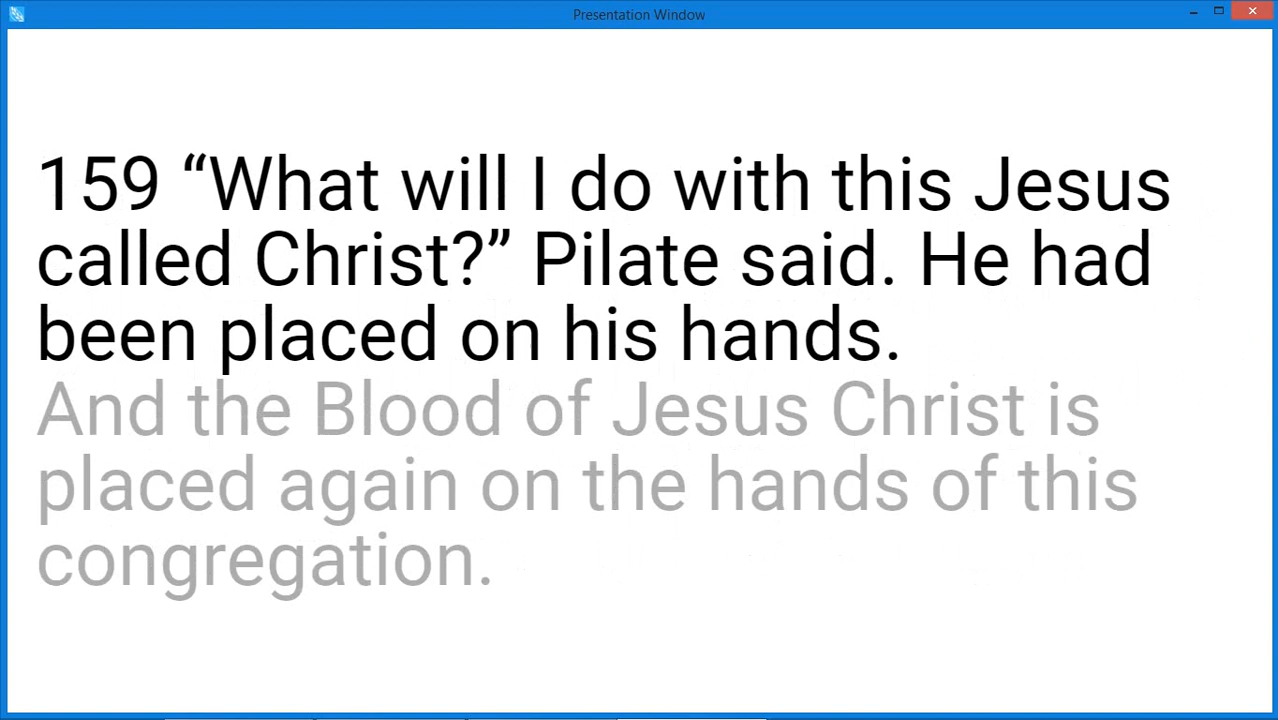 Presentation Window
159 “What will I do with this Jesus
called Christ?” Pilate said. He had
been placed on his hands.
And the Blood of Jesus Christ is
placed again on the hands of this
congregation.